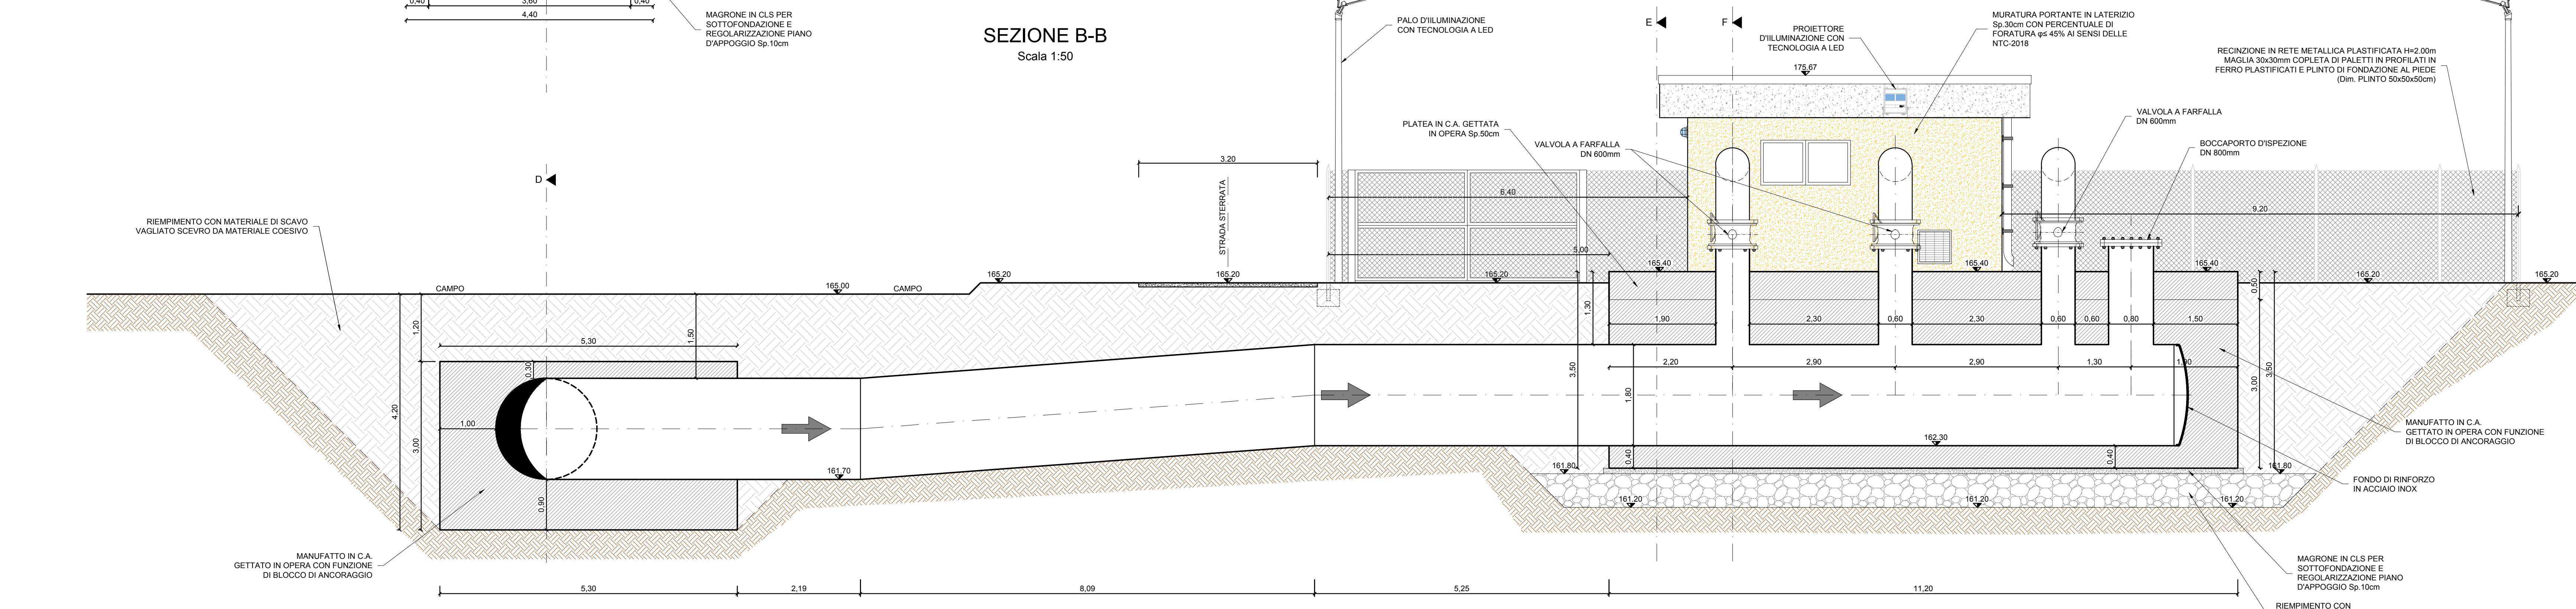 0,40
3,60
0,40
4,40
MAGRONE IN CLS PER
SOTTOFONDAZIONE E
REGOLARIZZAZIONE PIANO
D'APPOGGIO Sp.10cm
SEZIONE B-B
Scala 1:50
PALO D'IILUMINAZIONE
CON TECNOLOGIA A LED
E
F
PROIETTORE
D'IILUMINAZIONE CON
TECNOLOGIA A LED
MURATURA PORTANTE IN LATERIZIO
Sp.30cm CON PERCENTUALE DI
FORATURA φ≤ 45% AI SENSI DELLE
NTC-2018
RECINZIONE IN RETE METALLICA PLASTIFICATA H=2.00m
MAGLIA 30x30mm COPLETA DI PALETTI IN PROFILATI IN
FERRO PLASTIFICATI E PLINTO DI FONDAZIONE AL PIEDE
(Dim. PLINTO 50x50x50cm)
175,67
PLATEA IN C.A. GETTATA
IN OPERA Sp.50cm
VALVOLA A FARFALLA
DN 600mm
VALVOLA A FARFALLA
DN 600mm
BOCCAPORTO D'ISPEZIONE
DN 800mm
D
3.20
STRADA STERRATA
6,40
9.20
5,00
RIEMPIMENTO CON MATERIALE DI SCAVO
VAGLIATO SCEVRO DA MATERIALE COESIVO
CAMPO
165.00
CAMPO
165.20
165.20
165.20
165.40
165.40
165.40
165.20
165.20
1,20
1,50
5,30
0,30
4,20
3,00
1,00
0,90
161.70
1,30
3,50
1,80
0,40
1,90
2,30
0,60
2,30
0,60
0,60
0,80
1,50
2,20
2,90
2,90
1,30
1,90
0,50
3,00
3,50
162.30
0,40
161.80
161.80
161.20
161.20
161.20
MANUFATTO IN C.A.
GETTATO IN OPERA CON FUNZIONE
DI BLOCCO DI ANCORAGGIO
FONDO DI RINFORZO
IN ACCIAIO INOX
MANUFATTO IN C.A.
GETTATO IN OPERA CON FUNZIONE
DI BLOCCO DI ANCORAGGIO
MAGRONE IN CLS PER
SOTTOFONDAZIONE E
REGOLARIZZAZIONE PIANO
D'APPOGGIO Sp.10cm
5,30
2,19
8,09
5,25
11,20
RIEMPIMENTO CON